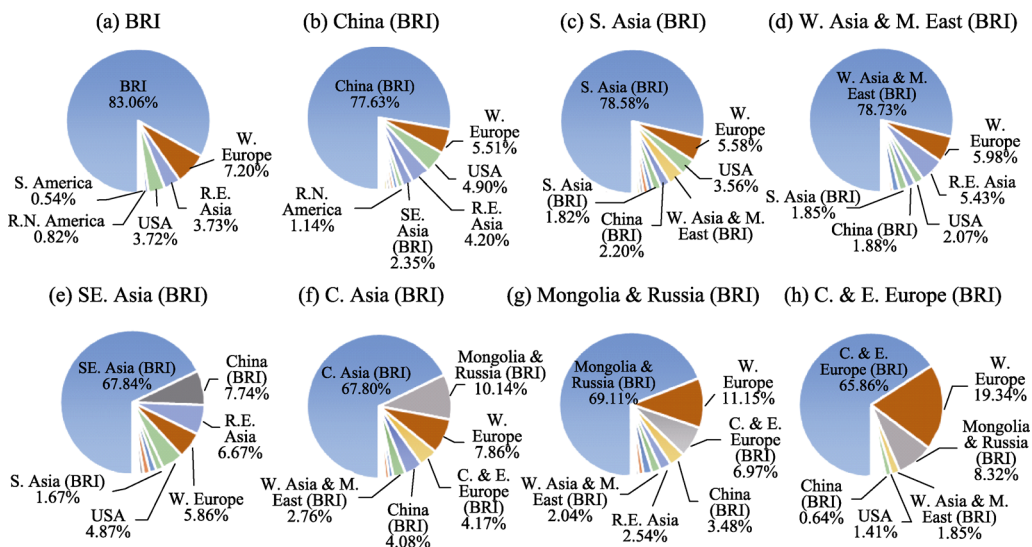 (a) BRI
BRI
83.06%
W.
Europe
7.20%
R.E.
Asia
3.73%
USA
3.72%
R.N. America
0.82%
S. America
0.54%
(b) China (BRI)
China (BRI)
77.63%
W.
Europe
5.51%
USA
4.90%
R.E.
Asia
4.20%
SE.
Asia
(BRI)
2.35%
R.N.
America
1.14%
(c) S. Asia (BRI)
S. Asia (BRI)
78.58%
W.
Europe
5.58%
USA
3.56%
W. Asia & M.
East (BRI)
China
(BRI)
2.20%
S. Asia
(BRI)
1.82%
(d) W. Asia & M. East (BRI)
W. Asia & M.
East (BRI)
78.73%
W.
Europe
5.98%
R.E. Asia
5.43%
USA
2.07%
China (BRI)
1.88%
S. Asia (BRI)
1.85%
(e) SE. Asia (BRI)
SE. Asia (BRI)
67.84%
China
(BRI)
7.74%
R.E.
Asia
6.67%
W. Europe
5.86%
USA
4.87%
S. Asia (BRI)
1.67%
(f) C. Asia (BRI)
C. Asia (BRI)
67.80%
Mongolia &
Russia (BRI)
10.14%
W.
Europe
7.86%
C. & E.
Europe
(BRI)
4.17%
China
(BRI)
4.08%
W. Asia & M.
East (BRI)
2.76%
(g) Mongolia & Russia (BRI)
Mongolia &
Russia (BRI)
69.11%
W.
Europe
11.15%
C. & E.
Europe
(BRI)
6.97%
China (BRI)
3.48%
R.E. Asia
2.54%
W. Asia & M.
East (BRI)
2.04%
(h) C. & E. Europe (BRI)
C. & E.
Europe (BRI)
65.86%
W.
Europe
19.34%
Mongolia &
Russia
(BRI)
8.32%
W. Asia & M.
East (BRI)
1.85%
USA
1.41%
China (BRI)
0.64%